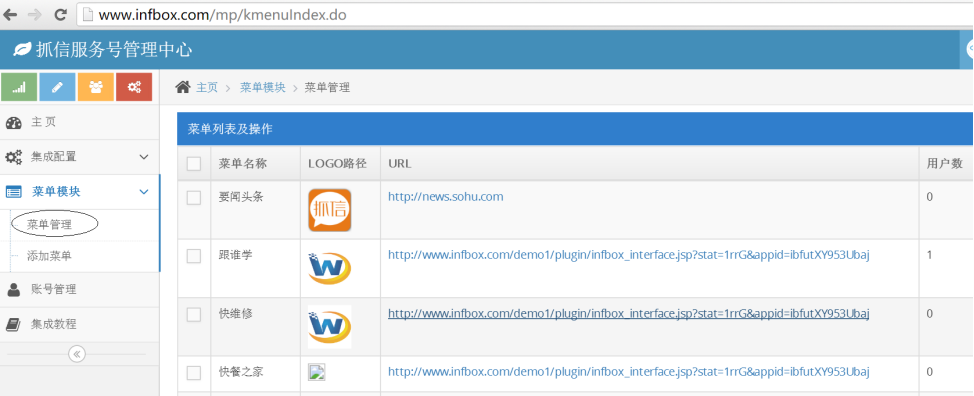 www.infbox.com/mp/kmenuIndex.do
抓信服务号管理中心
主页 > 菜单模块 > 菜单管理
主页
集成配置
菜单模块
菜单管理
添加菜单
账号管理
集成教程
菜单列表及操作
菜单名称 LOGO路径 URL 用户数
要闻头条 抓信 http://news.sohu.com 0
跟谁学 W http://www.infbox.com/demo1/plugin/infbox_interface.jsp?stat=1rrG&appid=ibfutXY953Ubaj 1
快维修 W http://www.infbox.com/demo1/plugin/infbox_interface.jsp?stat=1rrG&appid=ibfutXY953Ubaj 0
快餐之家 http://www.infbox.com/demo1/plugin/infbox_interface.jsp?stat=1rrG&appid=ibfutXY953Ubaj 0